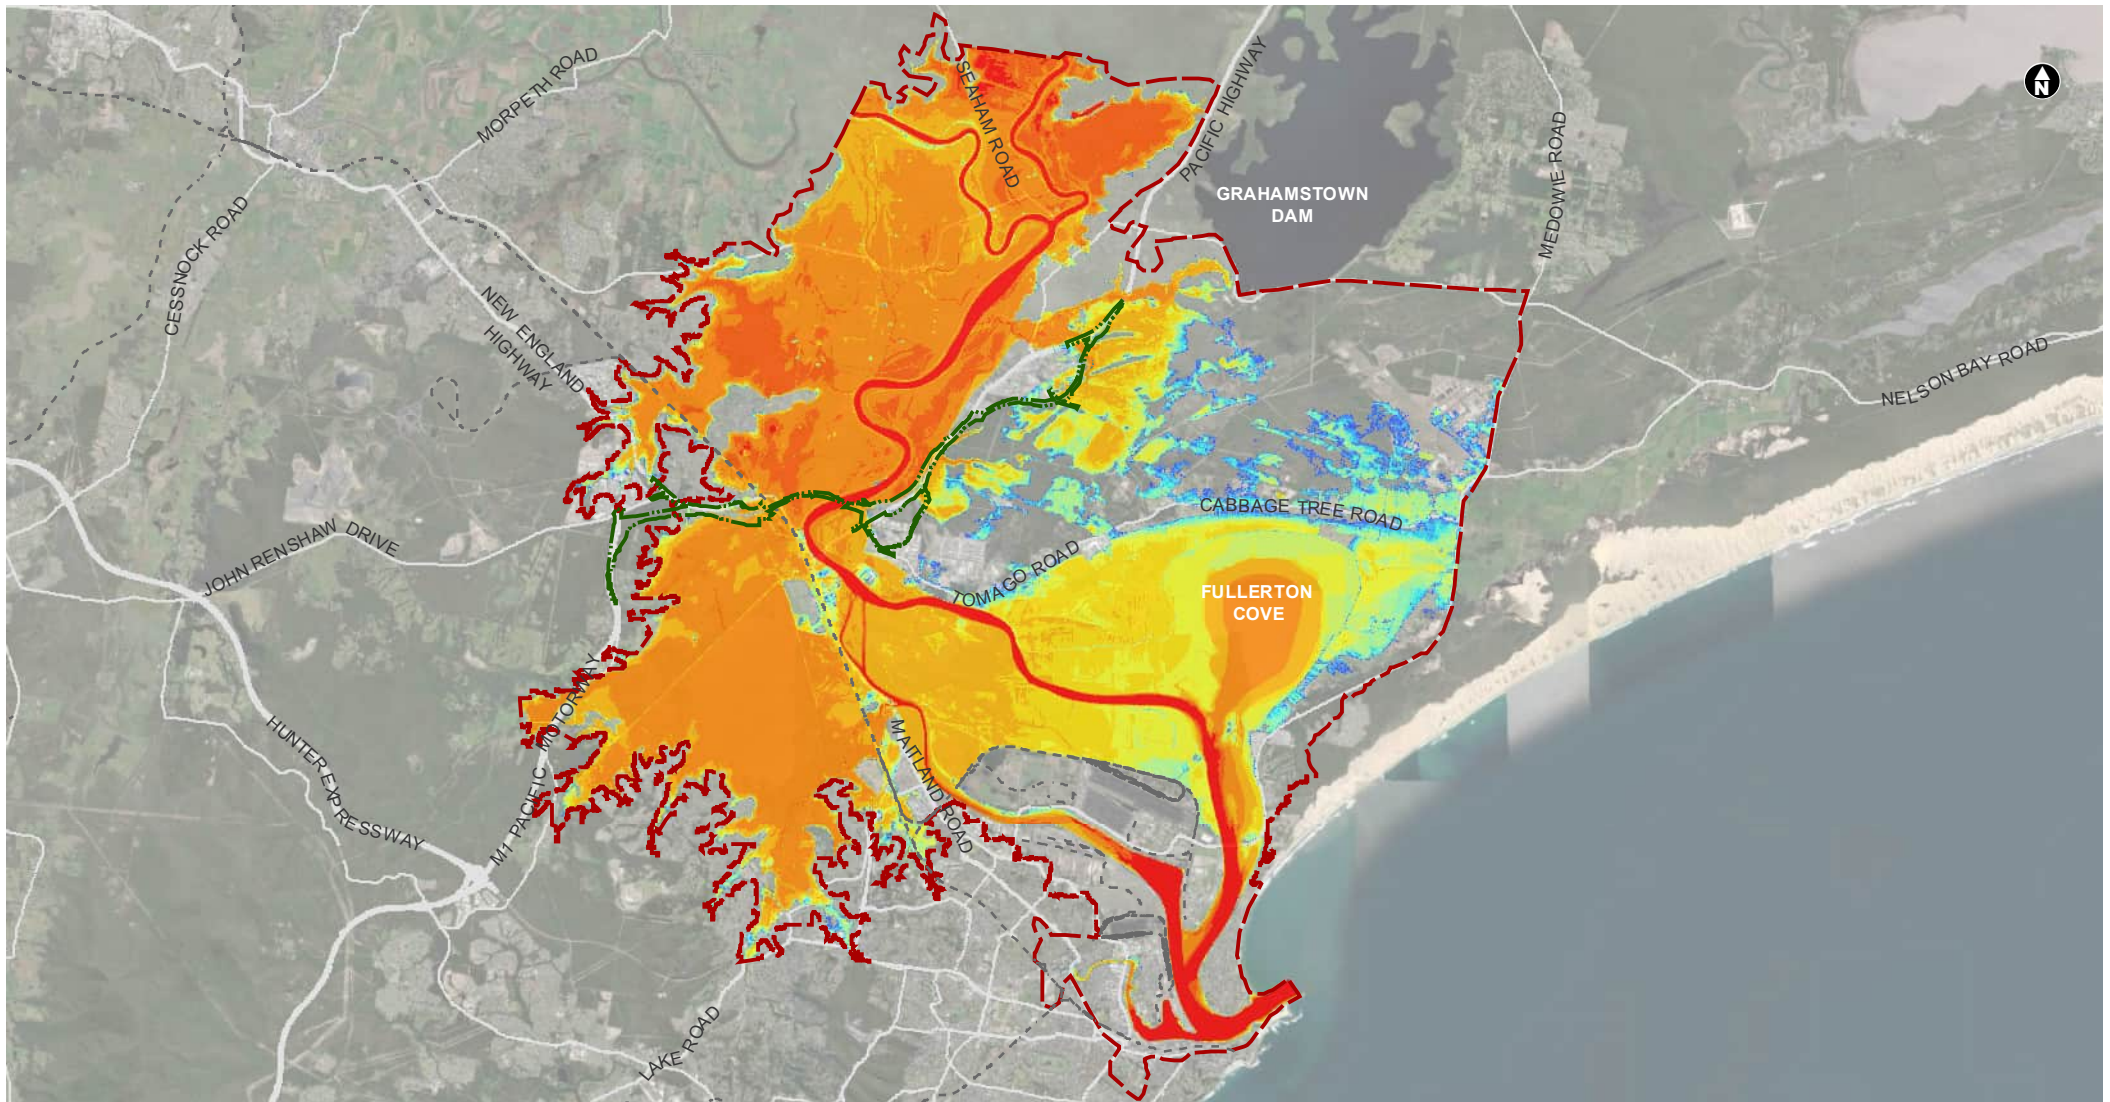 MORPETH ROAD
SEAHAM ROAD
PACIFIC HIGHWAY
N
GRAHAMSTOWN
DAM
MEDOWIE ROAD
CESSNOCK ROAD
NEW ENGLAND
HIGHWAY
NELSON BAY ROAD
CABBAGE TREE ROAD
JOHN RENSHAW DRIVE
TOMAGO ROAD
FULLERTON
COVE
M1 PACIFIC MOTORWAY
HUNTER EXPRESSWAY
MAITLAND ROAD
LAKE ROAD